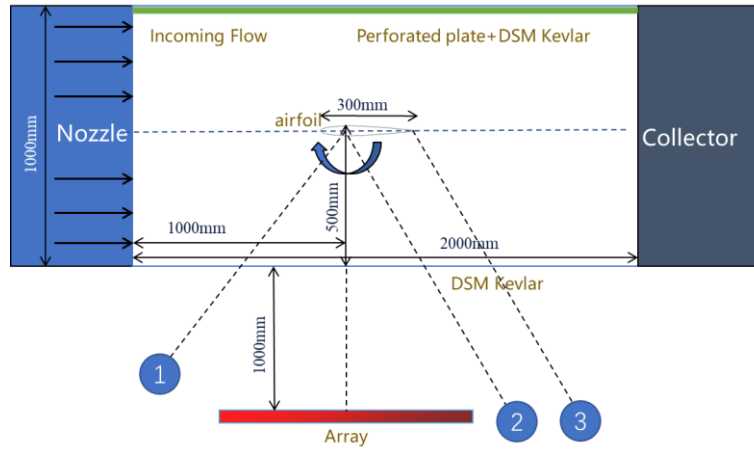 Incoming Flow
Perforated plate+DSM Kevlar
300mm
airfoil
Nozzle
Collector
1000mm
500mm
1000mm
2000mm
DSM Kevlar
1000mm
1
2
3
Array